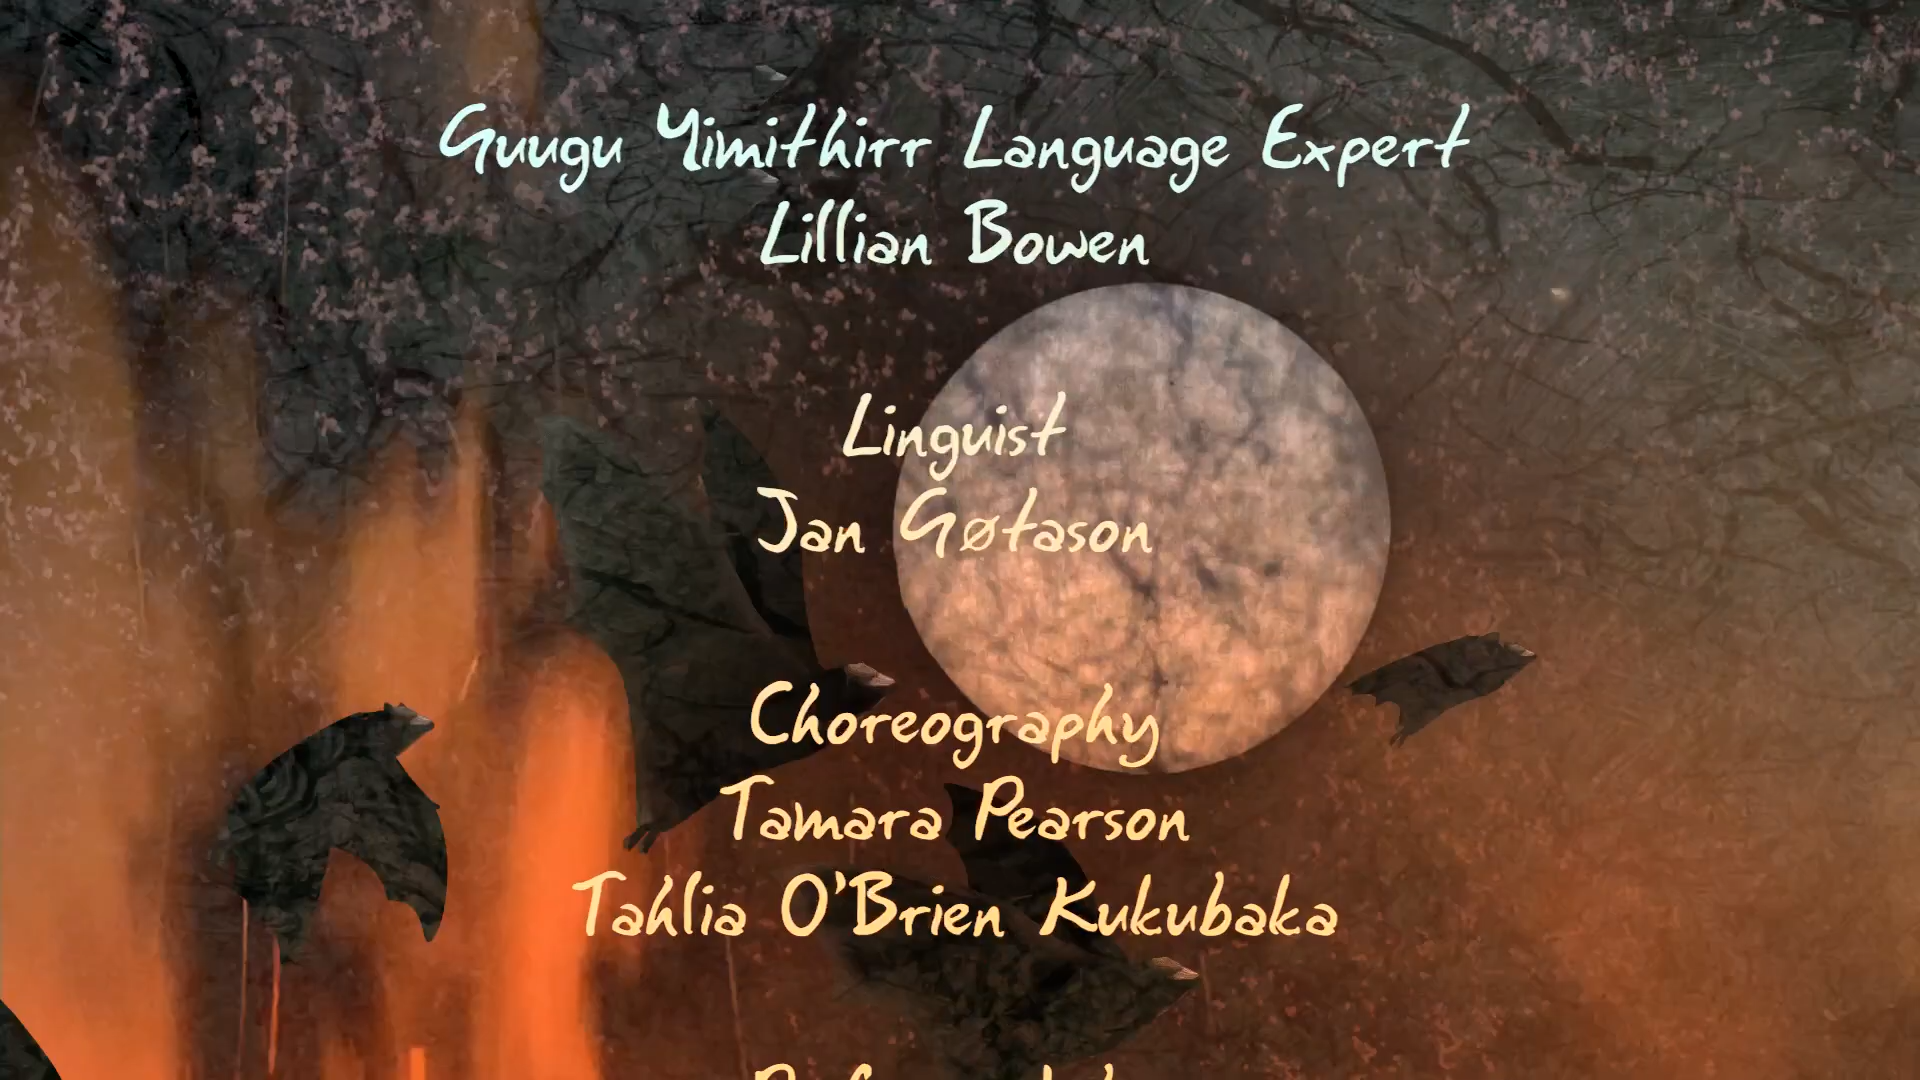 Guugu Yimithirr Language Expert
Lillian Bowen
Linguist
Jan Gøtason
Choreography
Tamara Pearson
Tahlia O'Brien Kukubaka